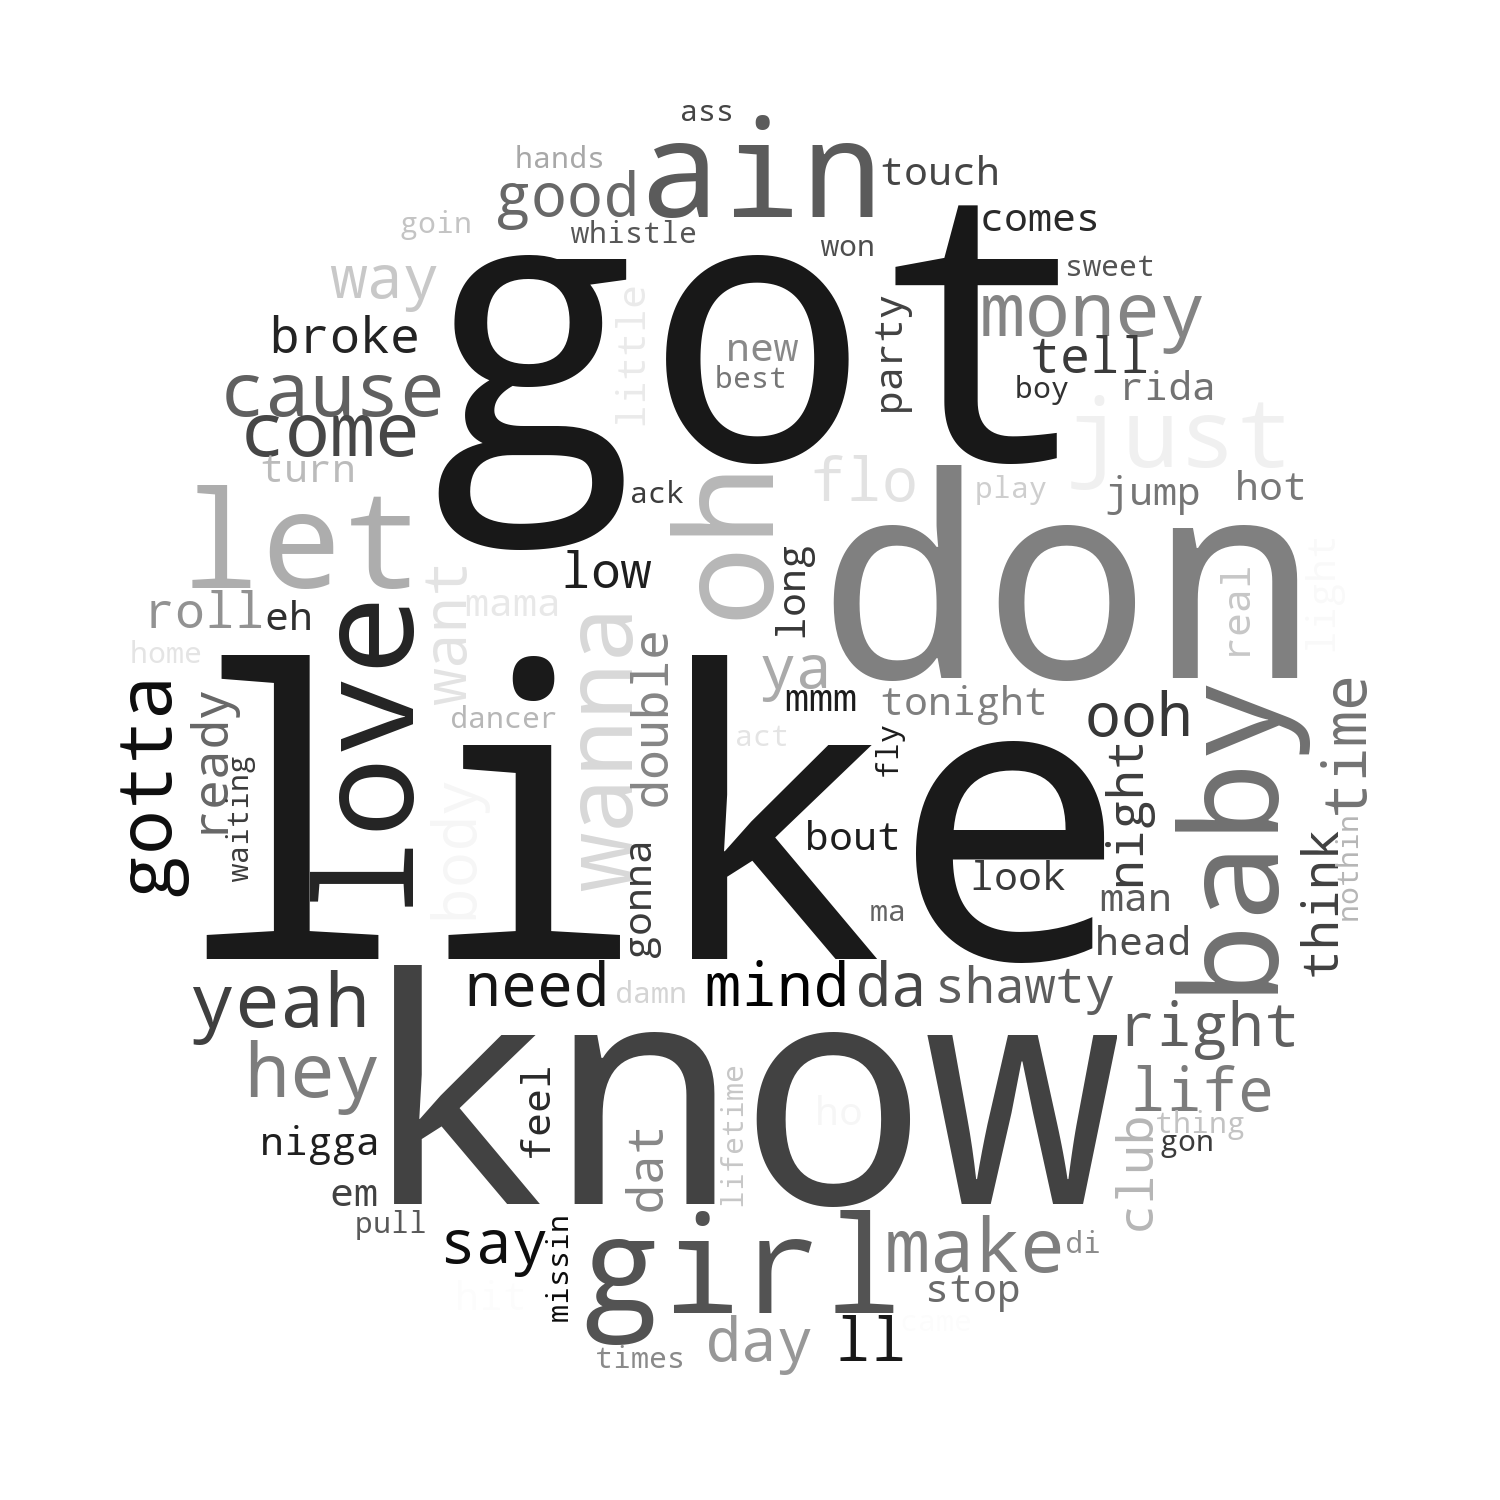 ass
ain
hands
touch
good
comes
goin
whistle
won
got
sweet
way
little
money
broke
party
new
tell
best
boy
rida
cause
just
come
turn
oh
flo
play
jump
hot
let
ack
don
low
long
want
light
real
love
mama
roll
eh
wanna
double
ya
home
like
gotta
ready
dancer
mmm
tonight
ooh
baby
time
act
fly
night
waiting
body
bout
think
nothin
gonna
look
man
ma
head
yeah
need
damn
mind
da
shawty
know
right
hey
feel
lifetime
ho
life
thing
club
nigga
dat
gon
em
pull
say
missin
girl
make
di
hit
stop
day
ll
came
times